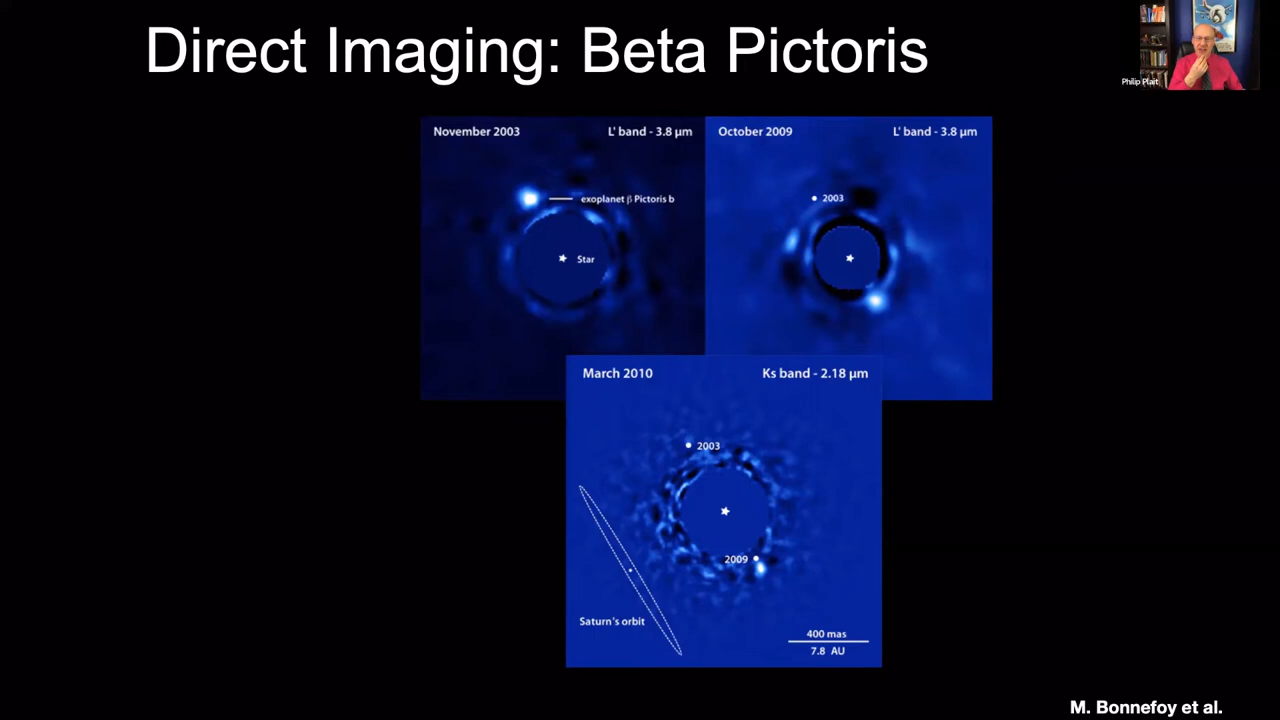 Direct Imaging: Beta Pictoris
Philip Plait
November 2003
L' band - 3.8 µm
exoplanet β Pictoris b
Star
October 2009
L' band - 3.8 µm
2003
March 2010
Ks band - 2.18 µm
2003
2009
Saturn's orbit
400 mas
7.8 AU
M. Bonnefoy et al.